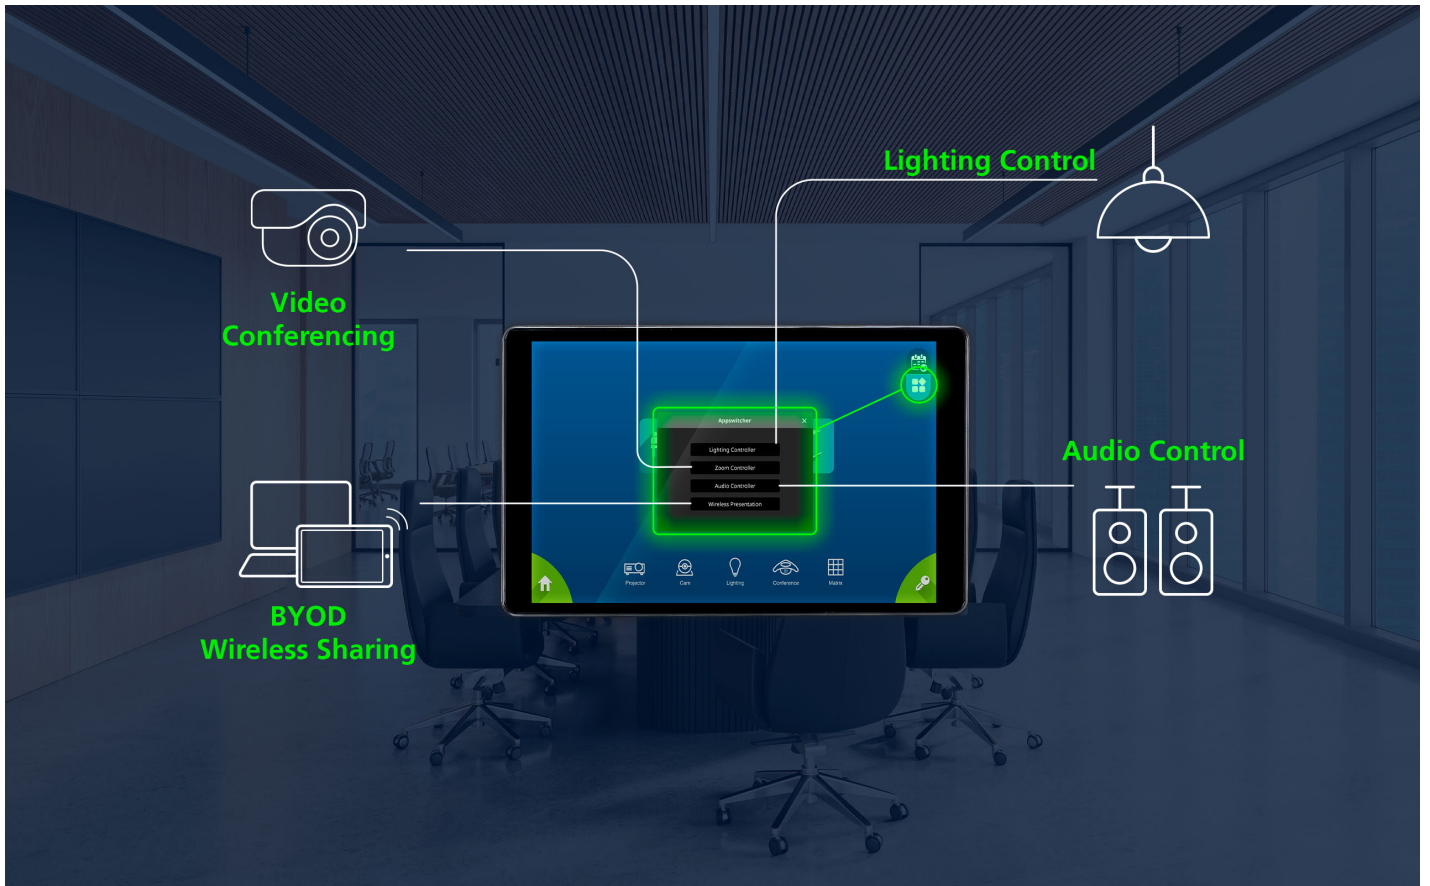 Lighting Control
Video
Conferencing
Appswitcher
Lighting Controller
Zoom Controller
Audio Controller
Wireless Presentation
Audio Control
Projector
Cam
Lighting
Conference
Matrix
BYOD
Wireless Sharing